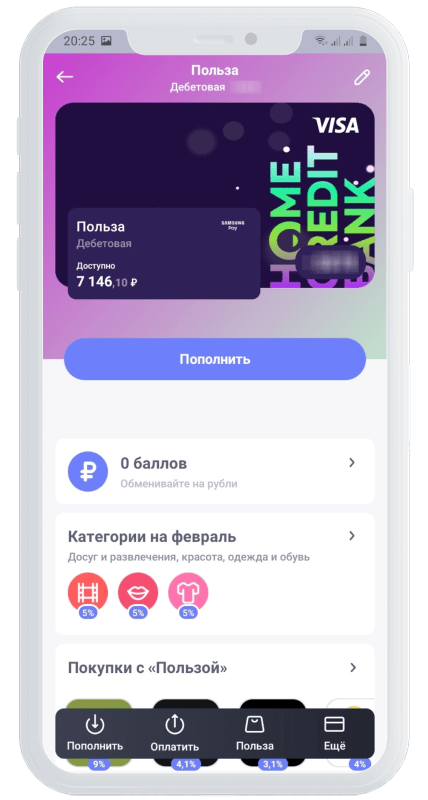 20:25
Польза
Дебетовая
VISA
HOME
CREDIT
BANK
Польза
SAMSUNG
Pay
Дебетовая
Доступно
7 146,10 ₽
Пополнить
0 баллов
Обменивайте на рубли
Категории на февраль
Досуг и развлечения, красота, одежда и обувь
5% 5% 5%
Покупки с «Пользой»
Пополнить Оплатить Польза Ещё
9% 4,1% 3,1% 4%